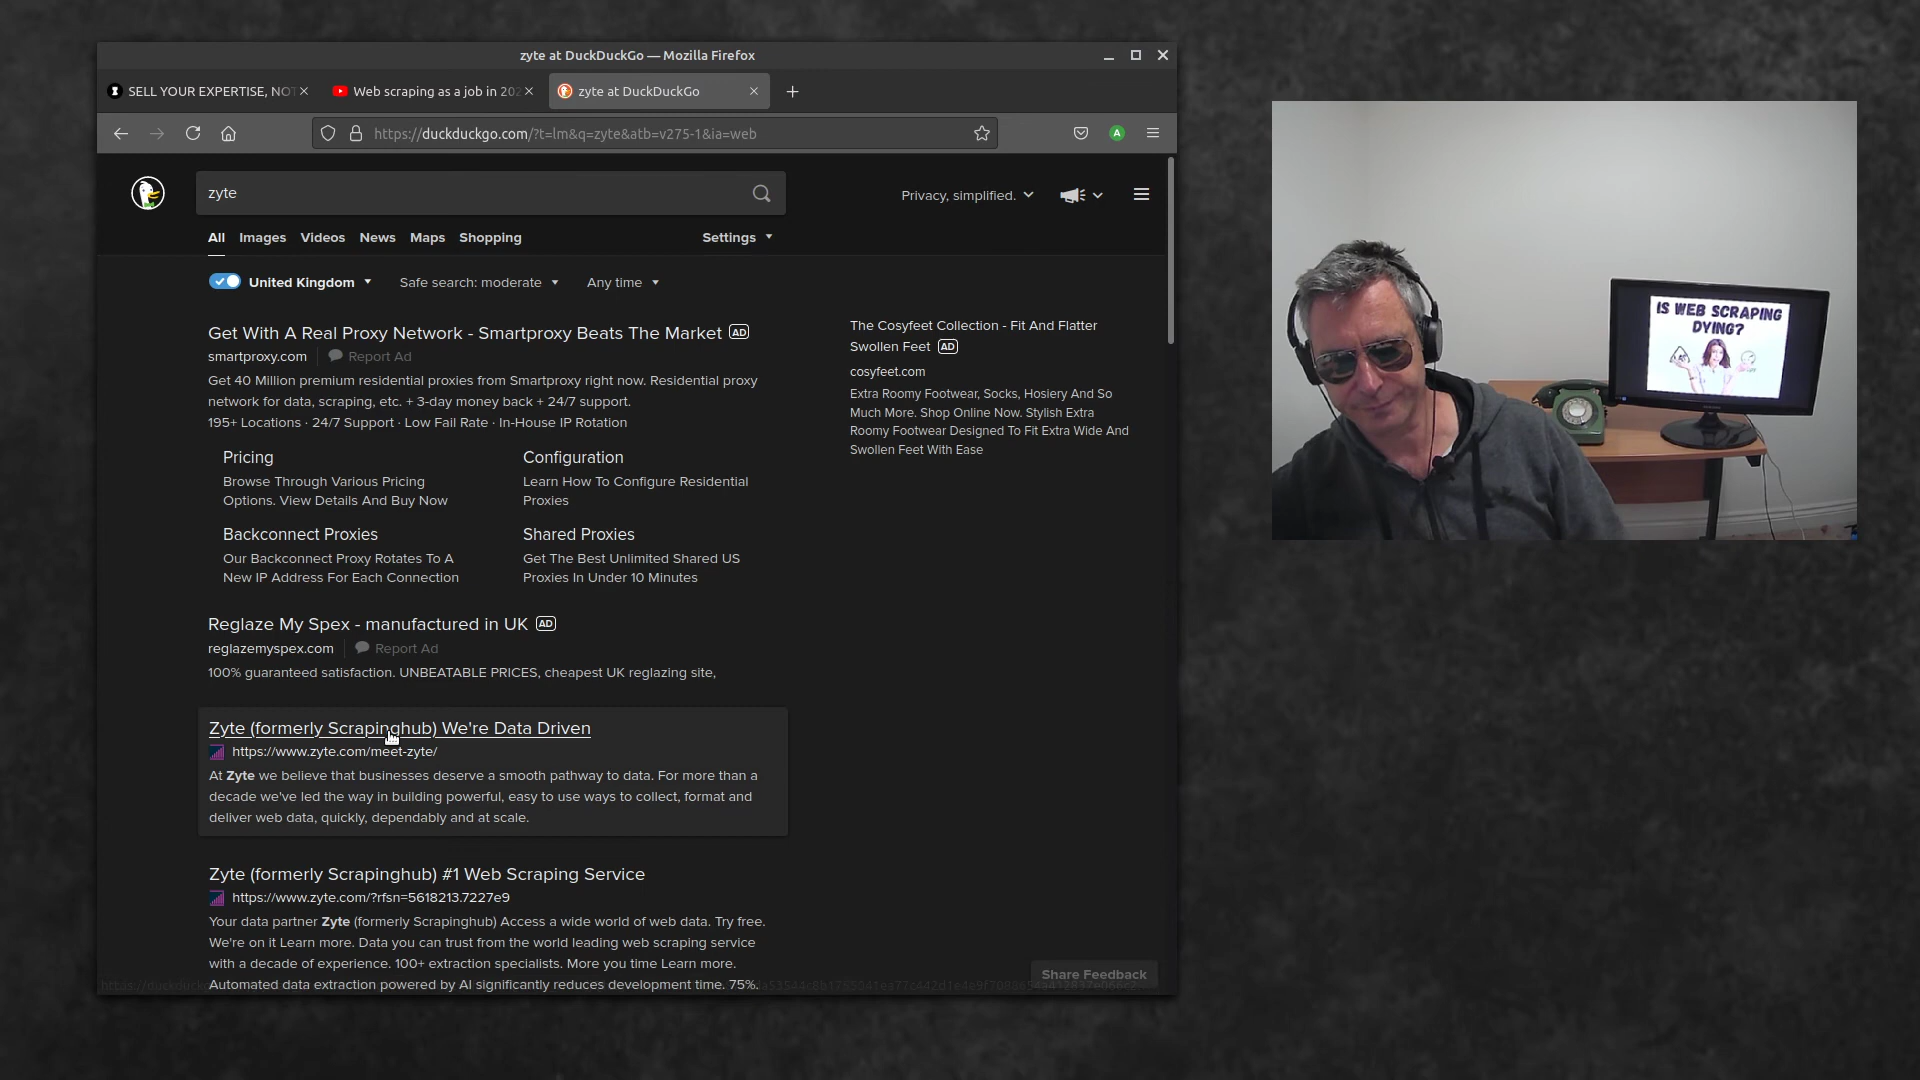 zyte at DuckDuckGo — Mozilla Firefox
SELL YOUR EXPERTISE, NOT
Web scraping as a job in 202
zyte at DuckDuckGo
https://duckduckgo.com/?t=lm&q=zyte&atb=v275-1&ia=web
A
zyte
Privacy, simplified.
All Images Videos News Maps Shopping Settings
United Kingdom Safe search: moderate Any time
Get With A Real Proxy Network - Smartproxy Beats The Market AD
smartproxy.com Report Ad
Get 40 Million premium residential proxies from Smartproxy right now. Residential proxy
network for data, scraping, etc. + 3-day money back + 24/7 support.
195+ Locations · 24/7 Support · Low Fail Rate · In-House IP Rotation
Pricing
Browse Through Various Pricing
Options. View Details And Buy Now
Configuration
Learn How To Configure Residential
Proxies
Backconnect Proxies
Our Backconnect Proxy Rotates To A
New IP Address For Each Connection
Shared Proxies
Get The Best Unlimited Shared US
Proxies In Under 10 Minutes
Reglaze My Spex - manufactured in UK AD
reglazemyspex.com Report Ad
100% guaranteed satisfaction. UNBEATABLE PRICES, cheapest UK reglazing site,
Zyte (formerly Scrapinghub) We're Data Driven
https://www.zyte.com/meet-zyte/
At Zyte we believe that businesses deserve a smooth pathway to data. For more than a
decade we've led the way in building powerful, easy to use ways to collect, format and
deliver web data, quickly, dependably and at scale.
Zyte (formerly Scrapinghub) #1 Web Scraping Service
https://www.zyte.com/?rfsn=5618213.7227e9
Your data partner Zyte (formerly Scrapinghub) Access a wide world of web data. Try free.
We're on it Learn more. Data you can trust from the world leading web scraping service
with a decade of experience. 100+ extraction specialists. More you time Learn more.
Automated data extraction powered by AI significantly reduces development time. 75%.
The Cosyfeet Collection - Fit And Flatter
Swollen Feet AD
cosyfeet.com
Extra Roomy Footwear, Socks, Hosiery And So
Much More. Shop Online Now. Stylish Extra
Roomy Footwear Designed To Fit Extra Wide And
Swollen Feet With Ease
Share Feedback
IS WEB SCRAPING
DYING?